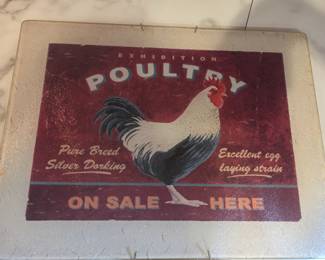 EXHIBITION
POULTRY
Pure Breed
Silver Dorking
Excellent egg
laying strain
ON SALE HERE